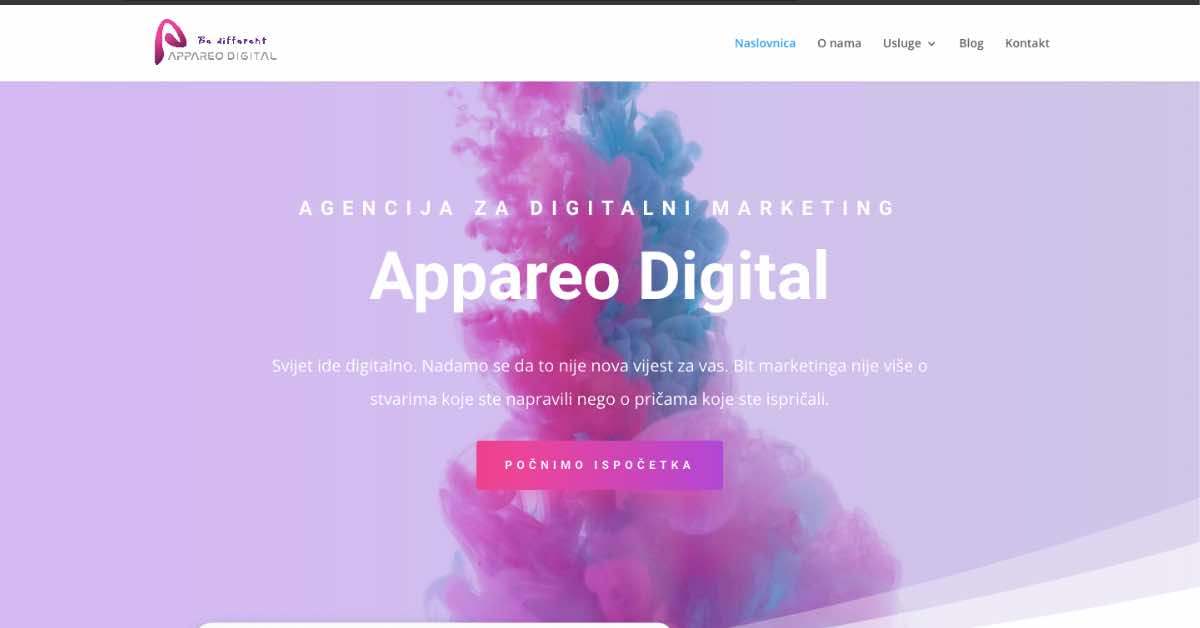 Be different
APPAREO DIGITAL
Naslovnica O nama Usluge Blog Kontakt
AGENCIJA ZA DIGITALNI MARKETING
Appareo Digital
Svijet ide digitalno. Nadamo se da to nije nova vijest za vas. Bit marketinga nije više o
stvarima koje ste napravili nego o pričama koje ste ispričali.
POČNIMO ISPOČETKA